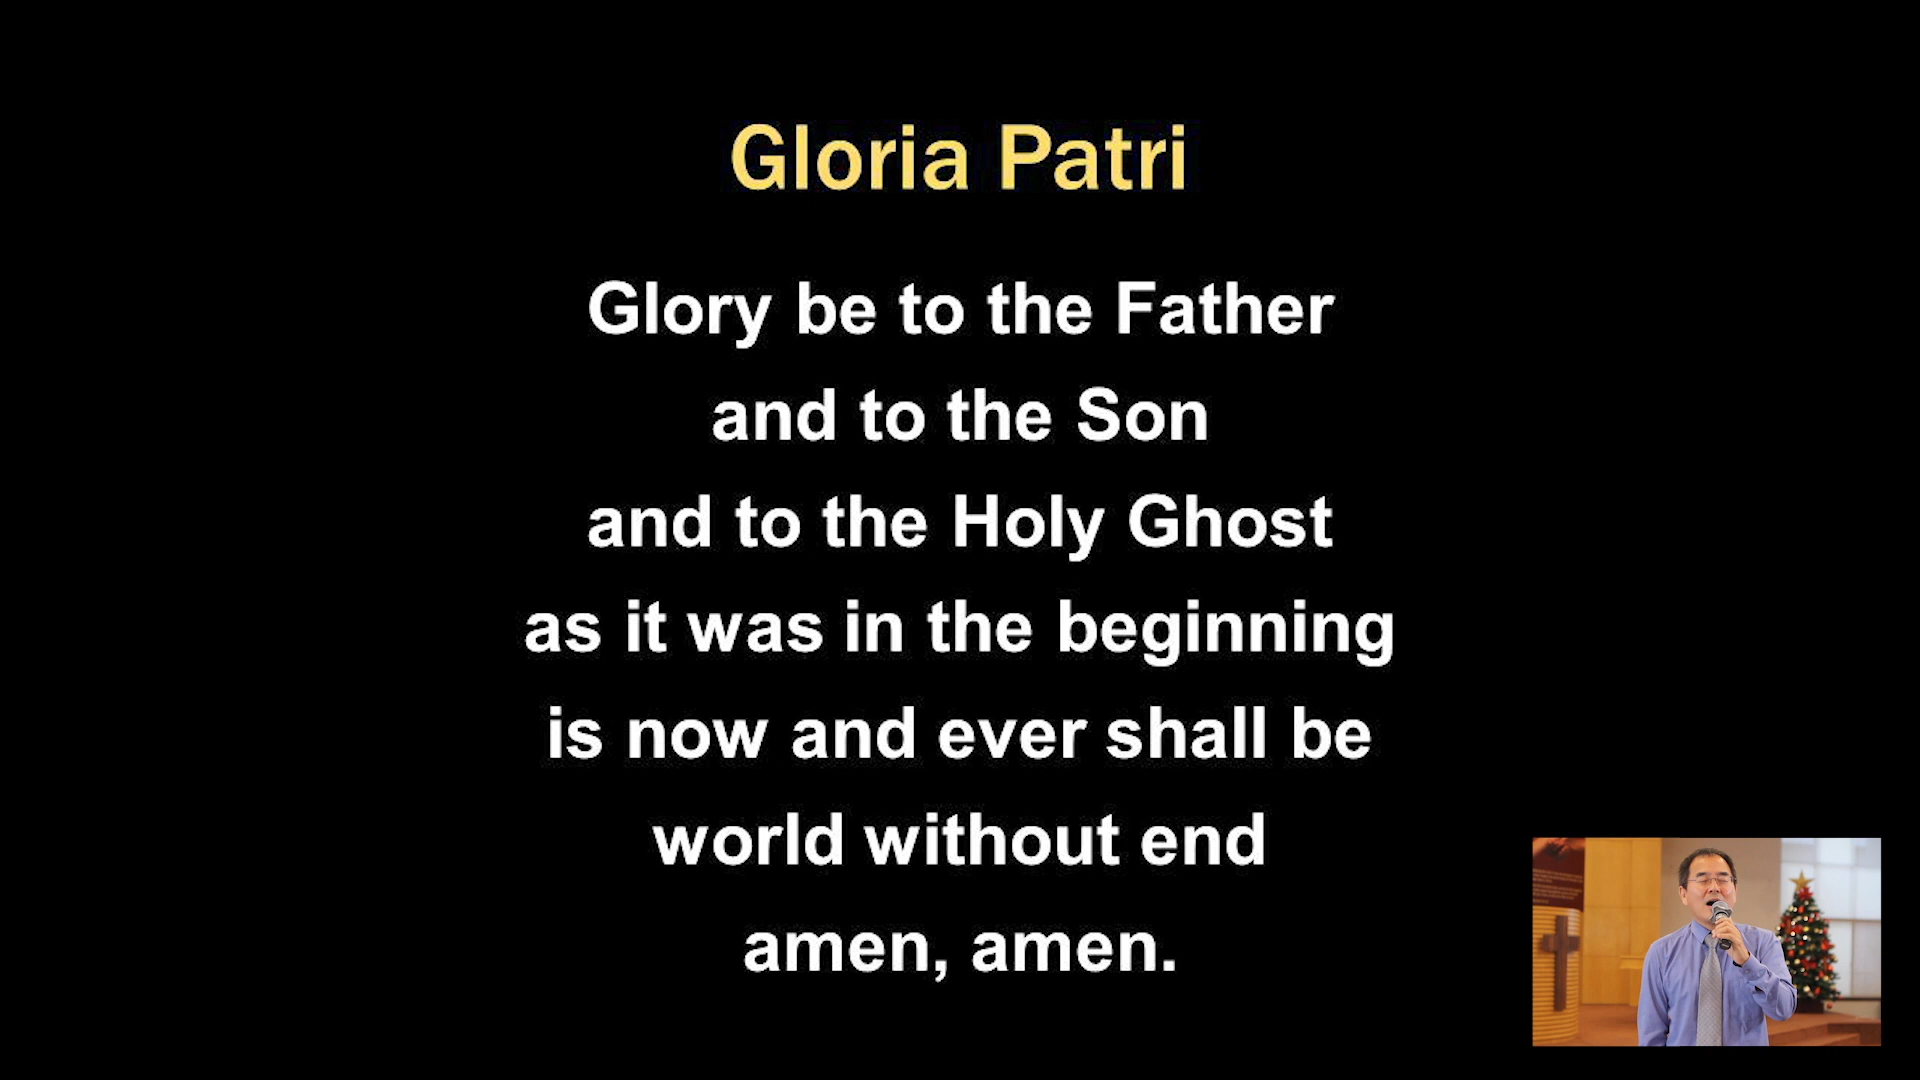 Gloria Patri
Glory be to the Father
and to the Son
and to the Holy Ghost
as it was in the beginning
is now and ever shall be
world without end
amen, amen.